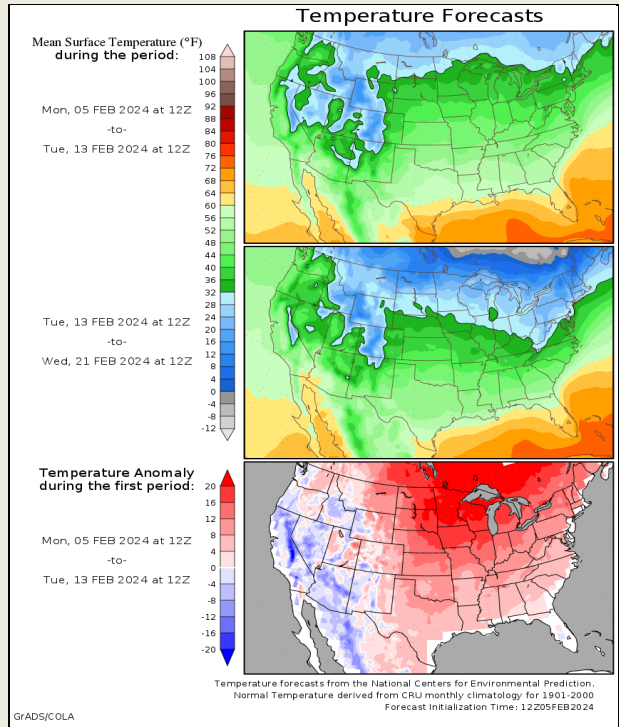 Temperature Forecasts
Mean Surface Temperature (°F)
during the period:
Mon, 05 FEB 2024 at 12Z
-to-
Tue, 13 FEB 2024 at 12Z
108
104
100
96
92
88
84
80
76
72
68
64
60
56
52
48
44
40
36
32
28
24
20
16
12
8
4
0
-4
-8
-12
Tue, 13 FEB 2024 at 12Z
-to-
Wed, 21 FEB 2024 at 12Z
Temperature Anomaly
during the first period:
Mon, 05 FEB 2024 at 12Z
-to-
Tue, 13 FEB 2024 at 12Z
20
16
12
8
4
0
-4
-8
-12
-16
-20
Temperature forecasts from the National Centers for Environmental Prediction.
Normal Temperature derived from CRU monthly climatology for 1901-2000
Forecast Initialization Time: 12Z05FEB2024
GrADS/COLA